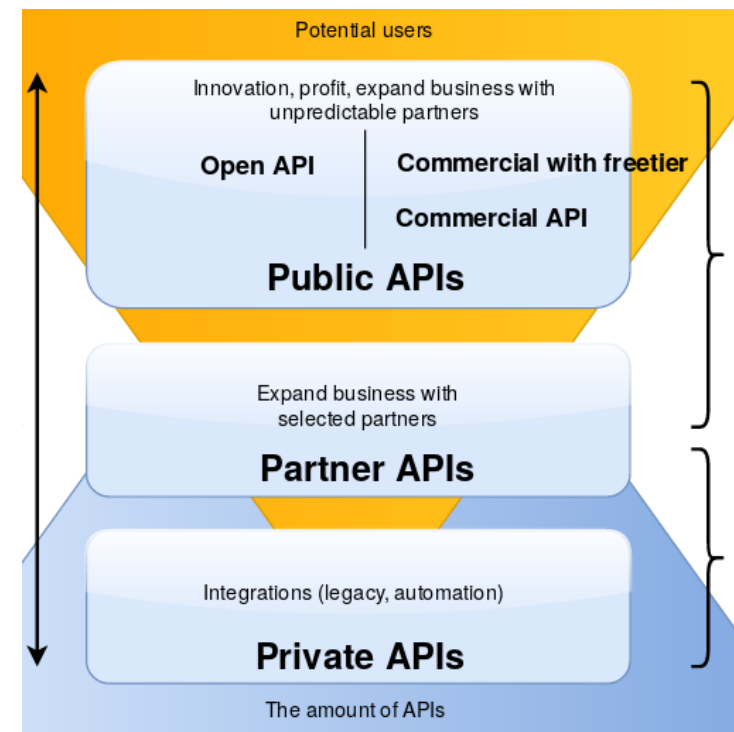 Potential users
Innovation, profit, expand business with
unpredictable partners
Open API
Commercial with freetier
Commercial API
Public APIs
Expand business with
selected partners
Partner APIs
Integrations (legacy, automation)
Private APIs
The amount of APIs